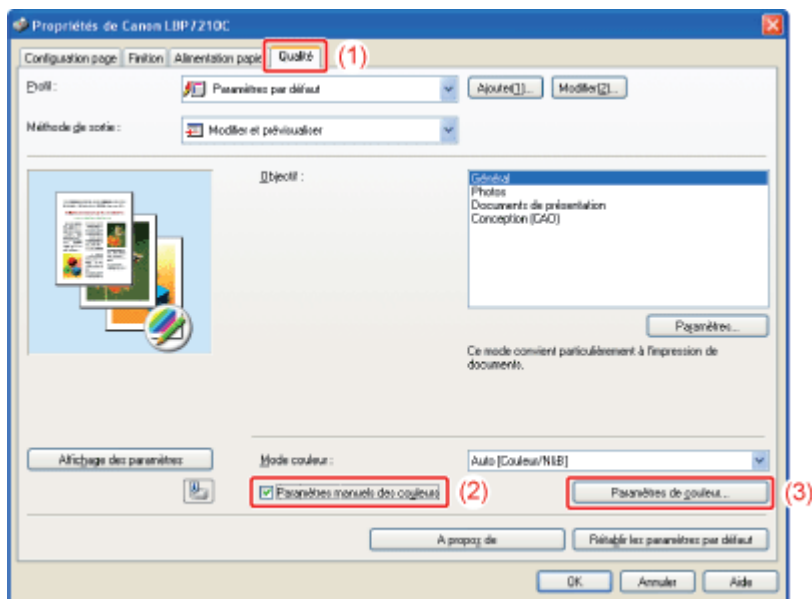 Propriétés de Canon LBP7210C
Configuration page Finition Alimentation papier Qualité (1)
Profil : Paramètres par défaut Ajouter(1)... Modifier(2)...
Méthode de sortie : Modifier et prévisualiser
Objectif :
Général
Photos
Documents de présentation
Conception (CAO)
Paramètres...
Ce mode convient particulièrement à l'impression de
documents.
Affichage des paramètres Mode couleur : Auto [Couleur/N&B]
Paramètres manuels des couleurs (2) Paramètres de couleur... (3)
A propos de Rétablir les paramètres par défaut
OK Annuler Aide